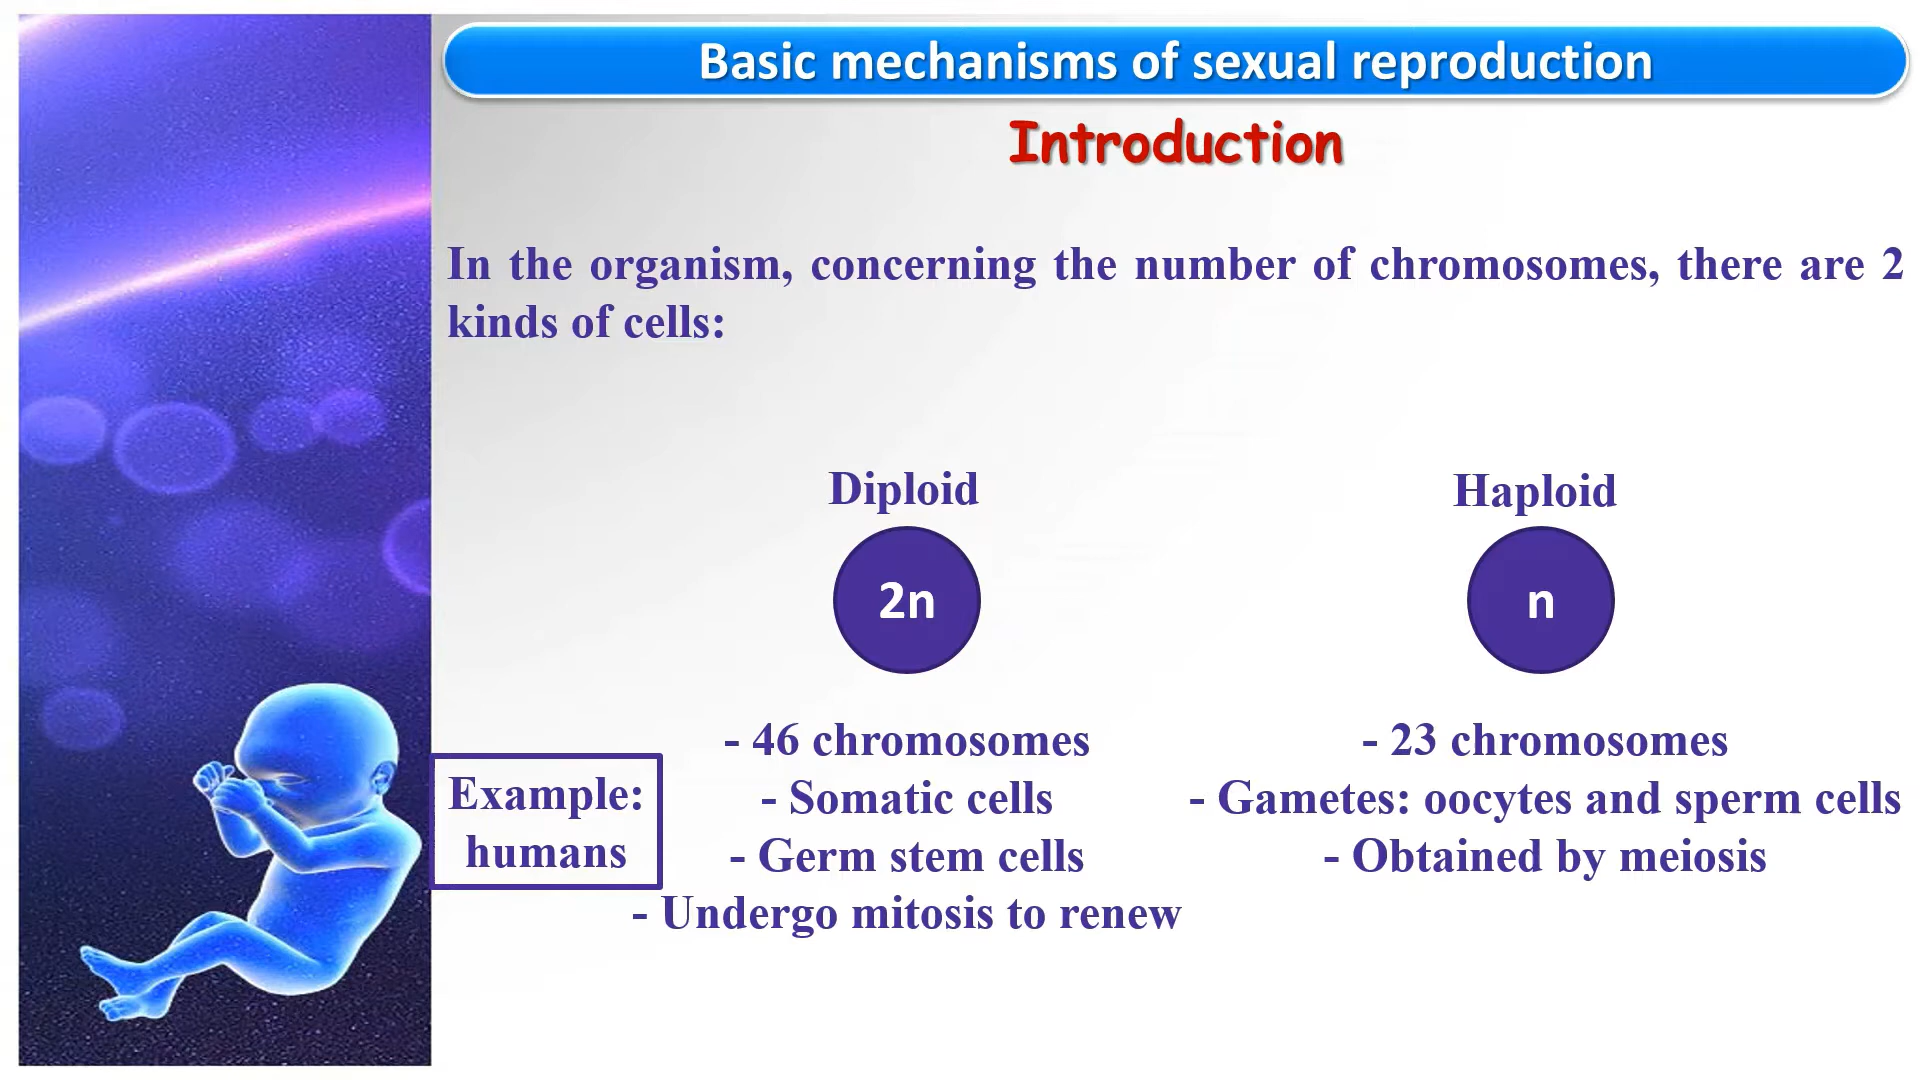 Basic mechanisms of sexual reproduction
Introduction
In the organism, concerning the number of chromosomes, there are 2
kinds of cells:
Diploid
2n
- 46 chromosomes
- Somatic cells
- Germ stem cells
- Undergo mitosis to renew
Haploid
n
- 23 chromosomes
- Gametes: oocytes and sperm cells
- Obtained by meiosis
Example:
humans